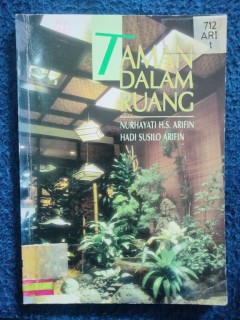 712
ARI
t
TAMAN
DALAM
RUANG
NURHAYATI H.S. ARIFIN
HADI SUSILO ARIFIN